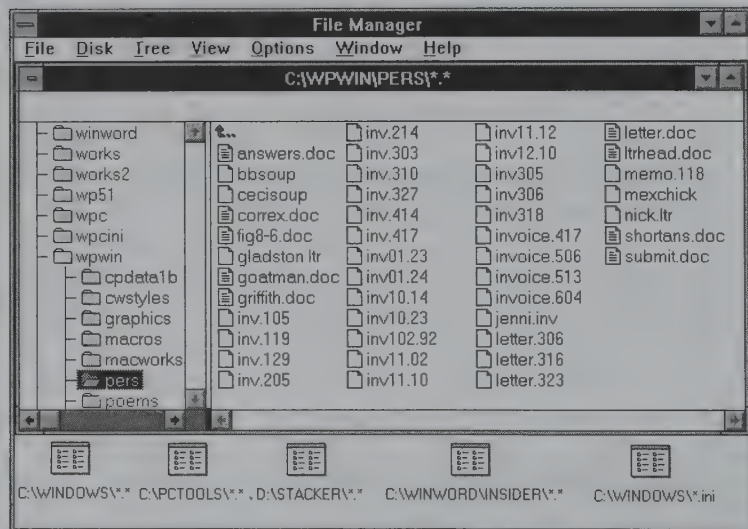 File Manager
File Disk Tree View Options Window Help
C:\WPWIN\PERS\*.*
winword
works
works2
wp51
wpc
wpcini
wpwin
cpdata1b
cwstyles
graphics
macros
macworks
pers
poems
..
answers.doc
bbsoup
cecisoup
correx.doc
fig8-6.doc
gladston ltr
goatman.doc
griffith.doc
inv.105
inv.119
inv.129
inv.205
inv.214
inv.303
inv.310
inv.327
inv.414
inv.417
inv01.23
inv01.24
inv10.14
inv10.23
inv102.92
inv11.02
inv11.10
inv11.12
inv12.10
inv305
inv306
inv318
invoice.417
invoice.506
invoice.513
invoice.604
jenni.inv
letter.306
letter.316
letter.323
letter.doc
ltrhead.doc
memo.118
mexchick
nick.ltr
shortans.doc
submit.doc
C:\WINDOWS\*.* C:\PCTOOLS\*.* D:\STACKER\*.* C:\WINWORD\INSIDER\*.* C:\WINDOWS\*.ini